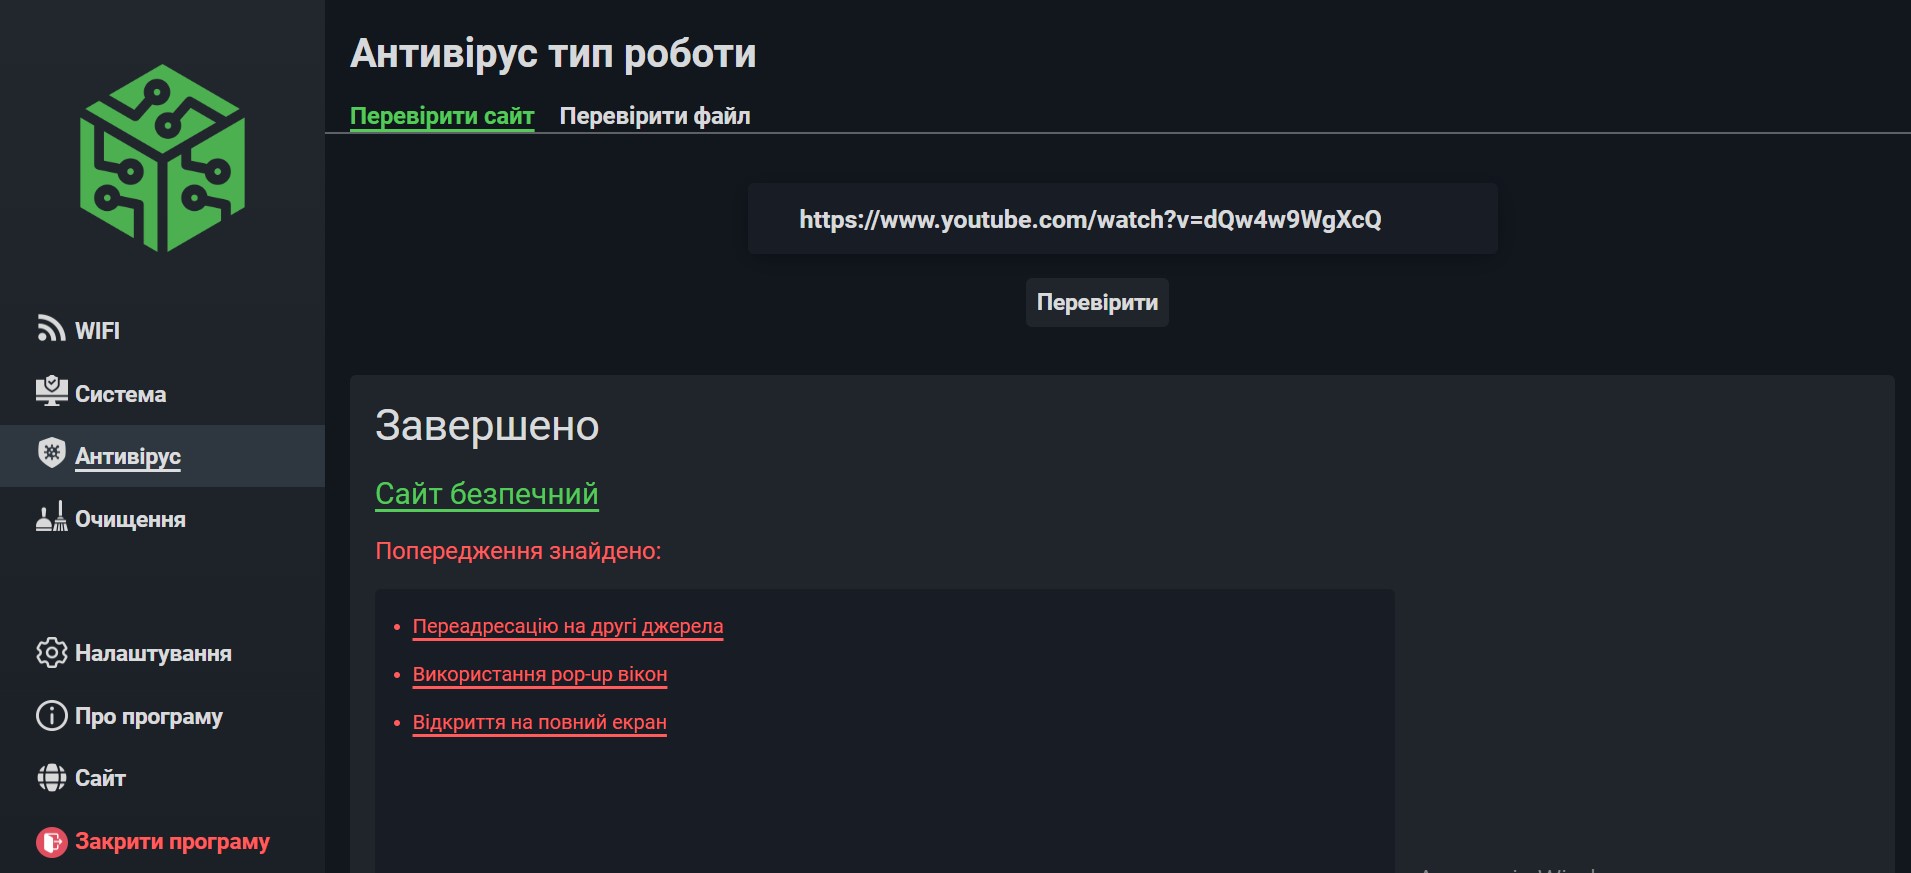 Антивірус тип роботи
Перевірити сайт Перевірити файл
https://www.youtube.com/watch?v=dQw4w9WgXcQ
Перевірити
WIFI
Система
Антивірус
Очищення
Налаштування
Про програму
Сайт
Закрити програму
Завершено
Сайт безпечний
Попередження знайдено:
• Переадресацію на другі джерела
• Використання pop-up вікон
• Відкриття на повний екран